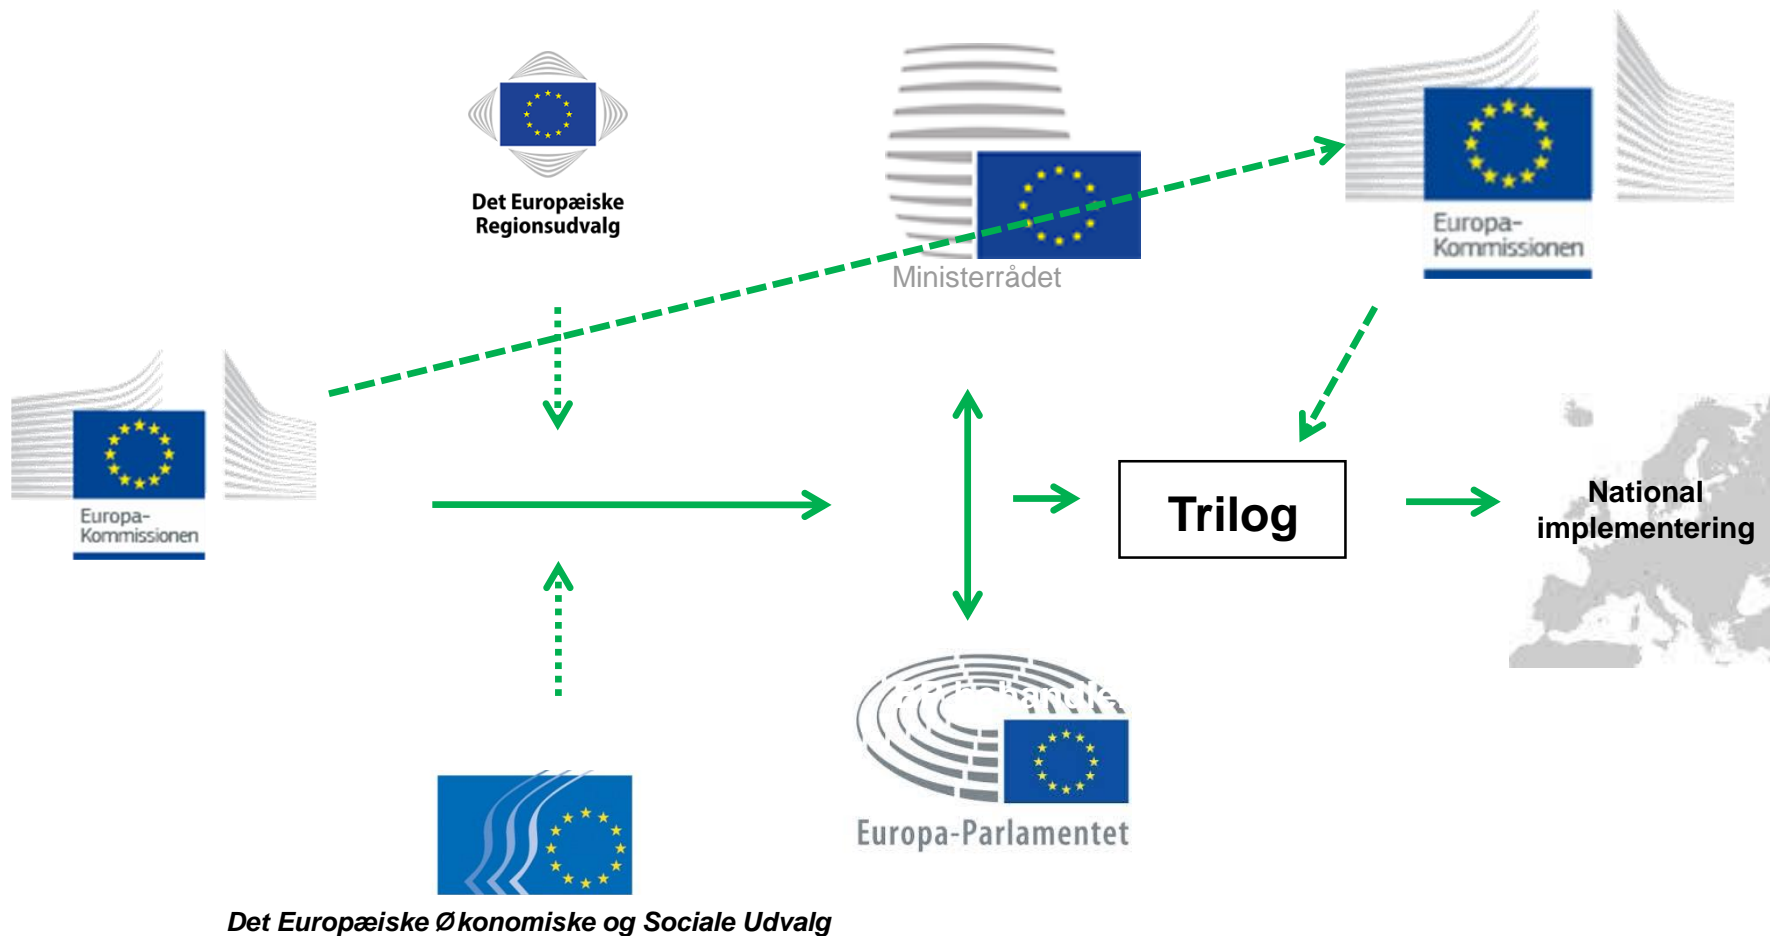 Det Europæiske
Regionsudvalg
Ministerrådet
Europa-
Kommissionen
Europa-
Kommissionen
Trilog
National
implementering
behandle
Europa-Parlamentet
Det Europæiske Økonomiske og Sociale Udvalg